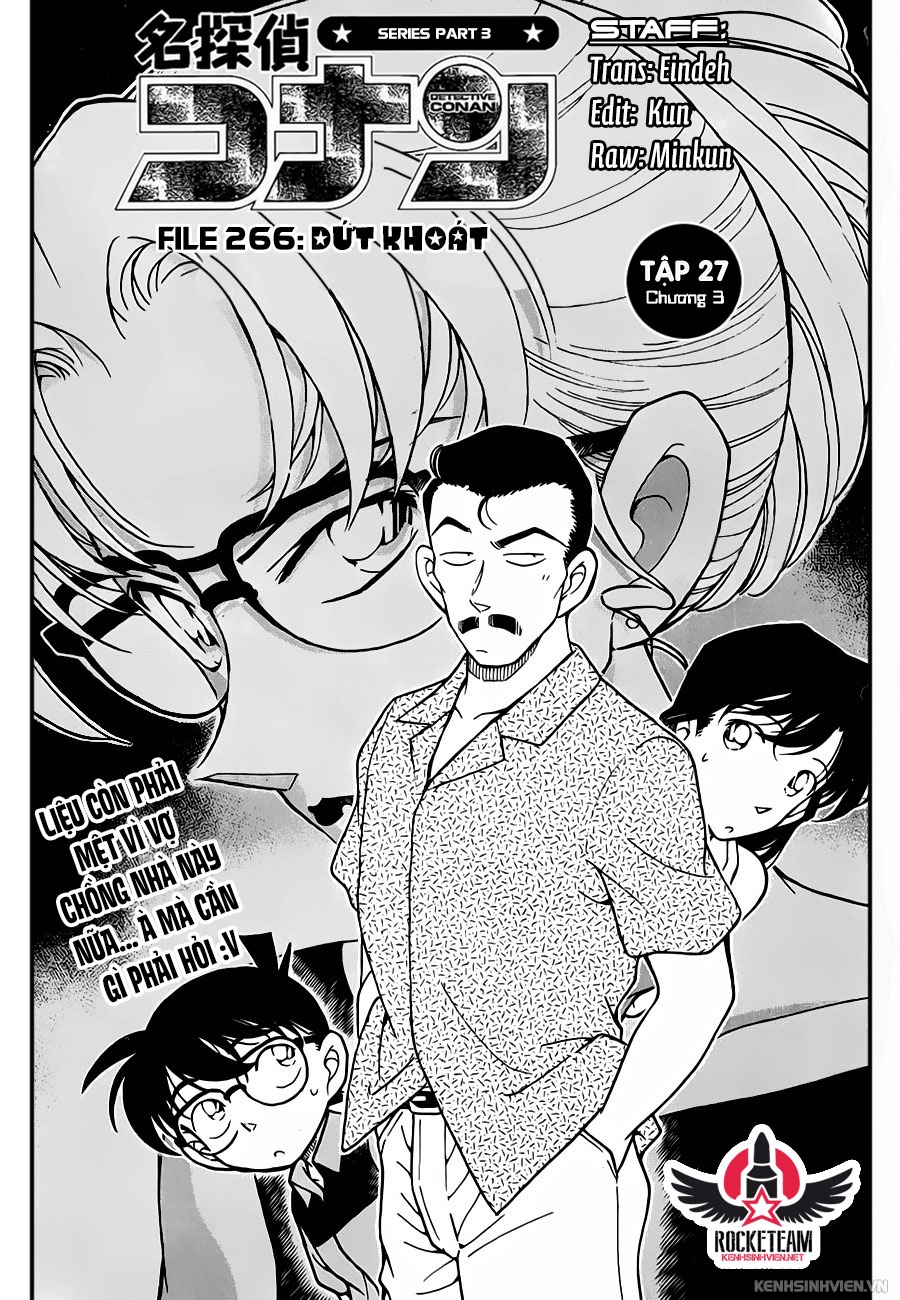 名探偵
★ SERIES PART 3 ★
コナン
DETECTIVE
CONAN
FILE 266: DỨT KHOÁT
STAFF:
Trans: Eindeh
Edit: Kun
Raw: Minkun
TẬP 27
Chương 3
LIỆU CÒN PHẢI
MỆT VÌ VỢ
CHỒNG NHÀ NÀY
NỮA... À MÀ CẦN
GÌ PHẢI HỎI :V
ROCKETEAM
KENHSINHVIEN.NET
KENHSINHVIEN.VN